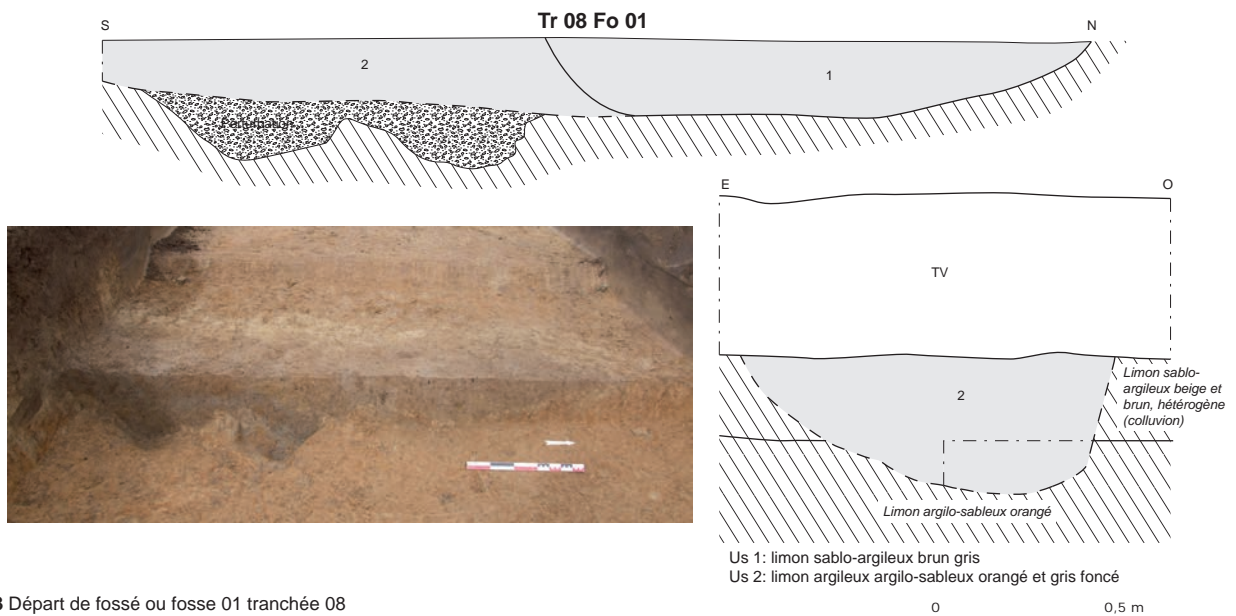 Tr 08 Fo 01
S
N
2
1
Perturbation
E
O
TV
2
Limon sablo-
argileux beige et
brun, hétérogène
(colluvion)
Limon argilo-sableux orangé
Us 1: limon sablo-argileux brun gris
Us 2: limon argileux argilo-sableux orangé et gris foncé
Départ de fossé ou fosse 01 tranchée 08
0
0,5 m